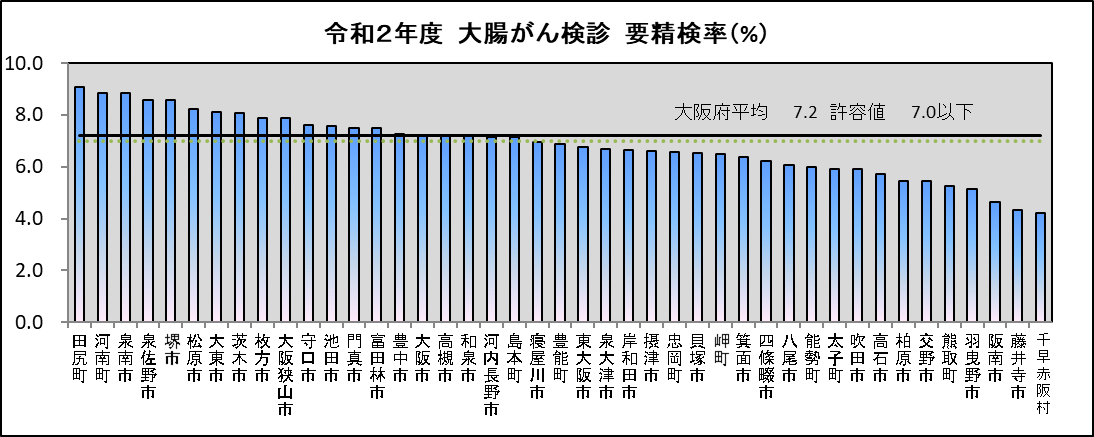 令和２年度 大腸がん検診 要精検率(%)
大阪府平均 7.2 許容値 7.0以下
10.0
8.0
6.0
4.0
2.0
0.0
田尻町
河南町
泉南市
泉佐野市
堺市
松原市
大東市
茨木市
枚方市
大阪狭山市
守口市
池田市
門真市
富田林市
豊中市
大阪市
高槻市
和泉市
河内長野市
島本町
寝屋川市
豊能町
東大阪市
泉大津市
岸和田市
摂津市
忠岡町
貝塚市
岬町
箕面市
四條畷市
八尾市
能勢町
太子町
吹田市
高石市
柏原市
交野市
熊取町
羽曳野市
阪南市
藤井寺市
千早赤阪村